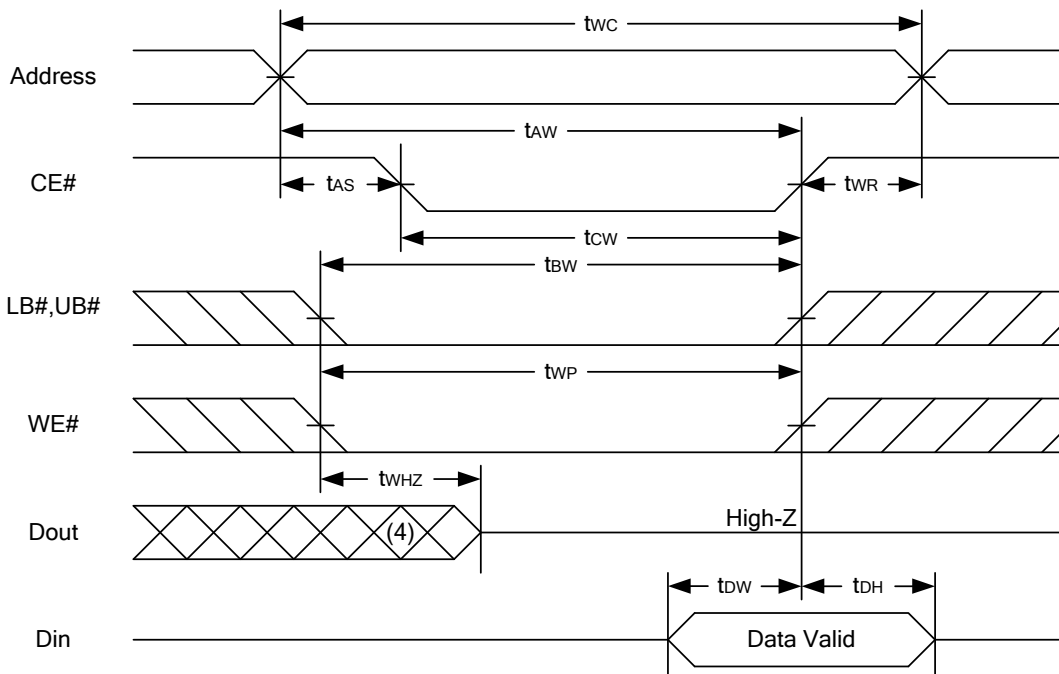 tWC
Address
tAW
CE#
tAS
tWR
tCW
tBW
LB#,UB#
tWP
WE#
tWHZ
Dout
(4)
High-Z
tDW
tDH
Din
Data Valid